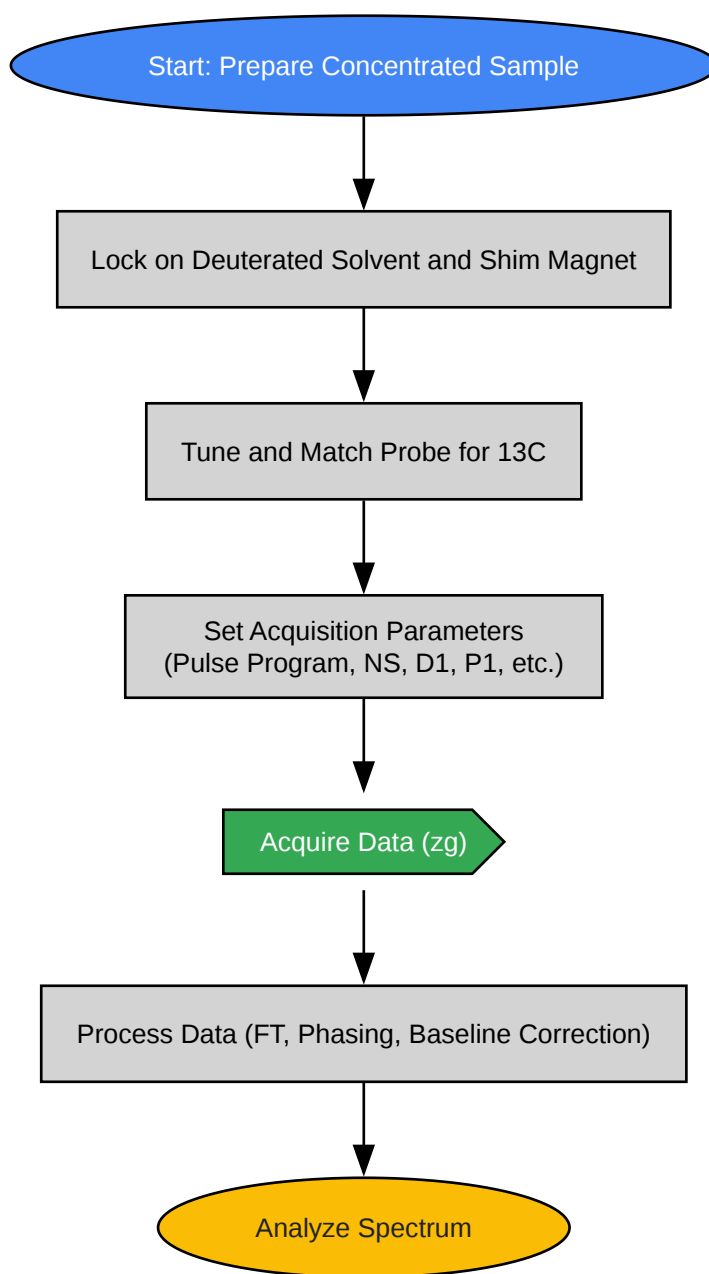 Start: Prepare Concentrated Sample
Lock on Deuterated Solvent and Shim Magnet
Tune and Match Probe for 13C
Set Acquisition Parameters
(Pulse Program, NS, D1, P1, etc.)
Acquire Data (zg)
Process Data (FT, Phasing, Baseline Correction)
Analyze Spectrum